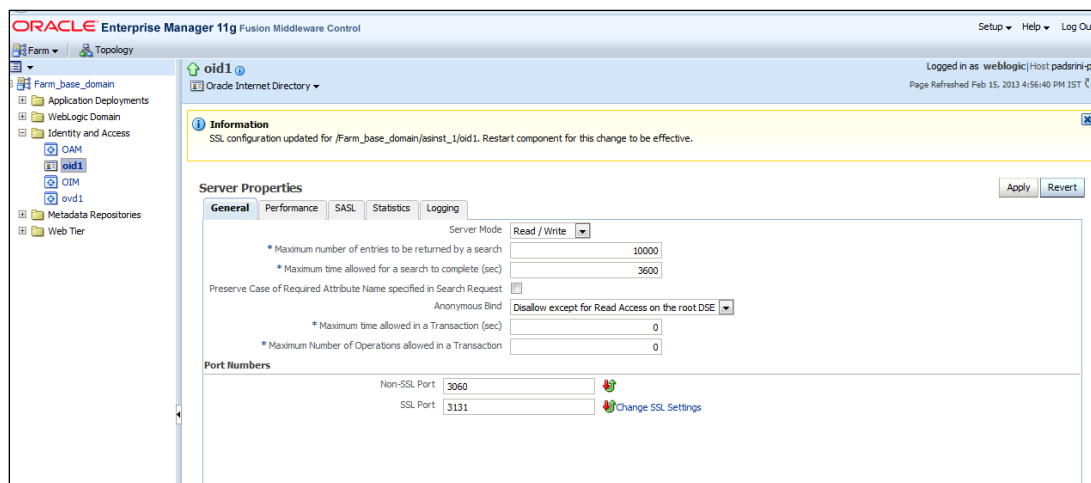 ORACLE Enterprise Manager 11g Fusion Middleware Control
Setup Help Log Ou
Farm Topology
Farm_base_domain
Application Deployments
WebLogic Domain
Identity and Access
OAM
oid1
OIM
ovd1
Metadata Repositories
Web Tier
oid1
Oracle Internet Directory
Logged in as weblogic|Host padsrini-p
Page Refreshed Feb 15, 2013 4:56:40 PM IST
Information
SSL configuration updated for /Farm_base_domain/asinst_1/oid1. Restart component for this change to be effective.
Server Properties
Apply Revert
General Performance SASL Statistics Logging
Server Mode Read / Write
* Maximum number of entries to be returned by a search 10000
* Maximum time allowed for a search to complete (sec) 3600
Preserve Case of Required Attribute Name specified in Search Request
Anonymous Bind Disallow except for Read Access on the root DSE
* Maximum time allowed in a Transaction (sec) 0
* Maximum Number of Operations allowed in a Transaction 0
Port Numbers
Non-SSL Port 3060
SSL Port 3131 Change SSL Settings